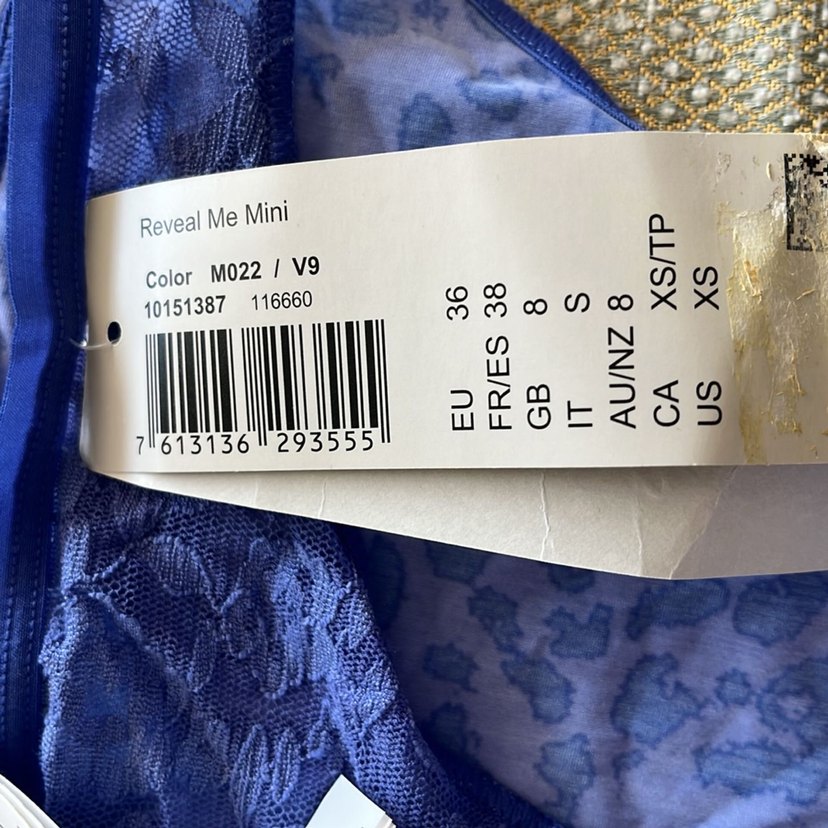 Reveal Me Mini
Color M022 / V9
10151387 116660
7 613136 293555
EU 36
FR/ES 38
GB 8
IT S
AU/NZ 8
CA XS/TP
US XS